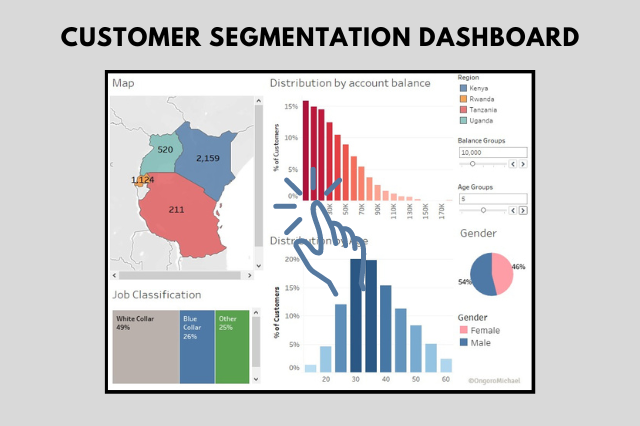 CUSTOMER SEGMENTATION DASHBOARD
Map
520
2,159
1,124
211
Job Classification
White Collar
49%
Blue
Collar
26%
Other
25%
Distribution by account balance
% of Customers
15%
10%
5%
0%
30K
50K
70K
90K
110K
130K
150K
170K
Distribution by Age
% of Customers
20%
15%
10%
5%
0%
20
30
40
50
60
Region
Kenya
Rwanda
Tanzania
Uganda
Balance Groups
10,000
Age Groups
5
Gender
46%
54%
Gender
Female
Male
©OngoroMichael